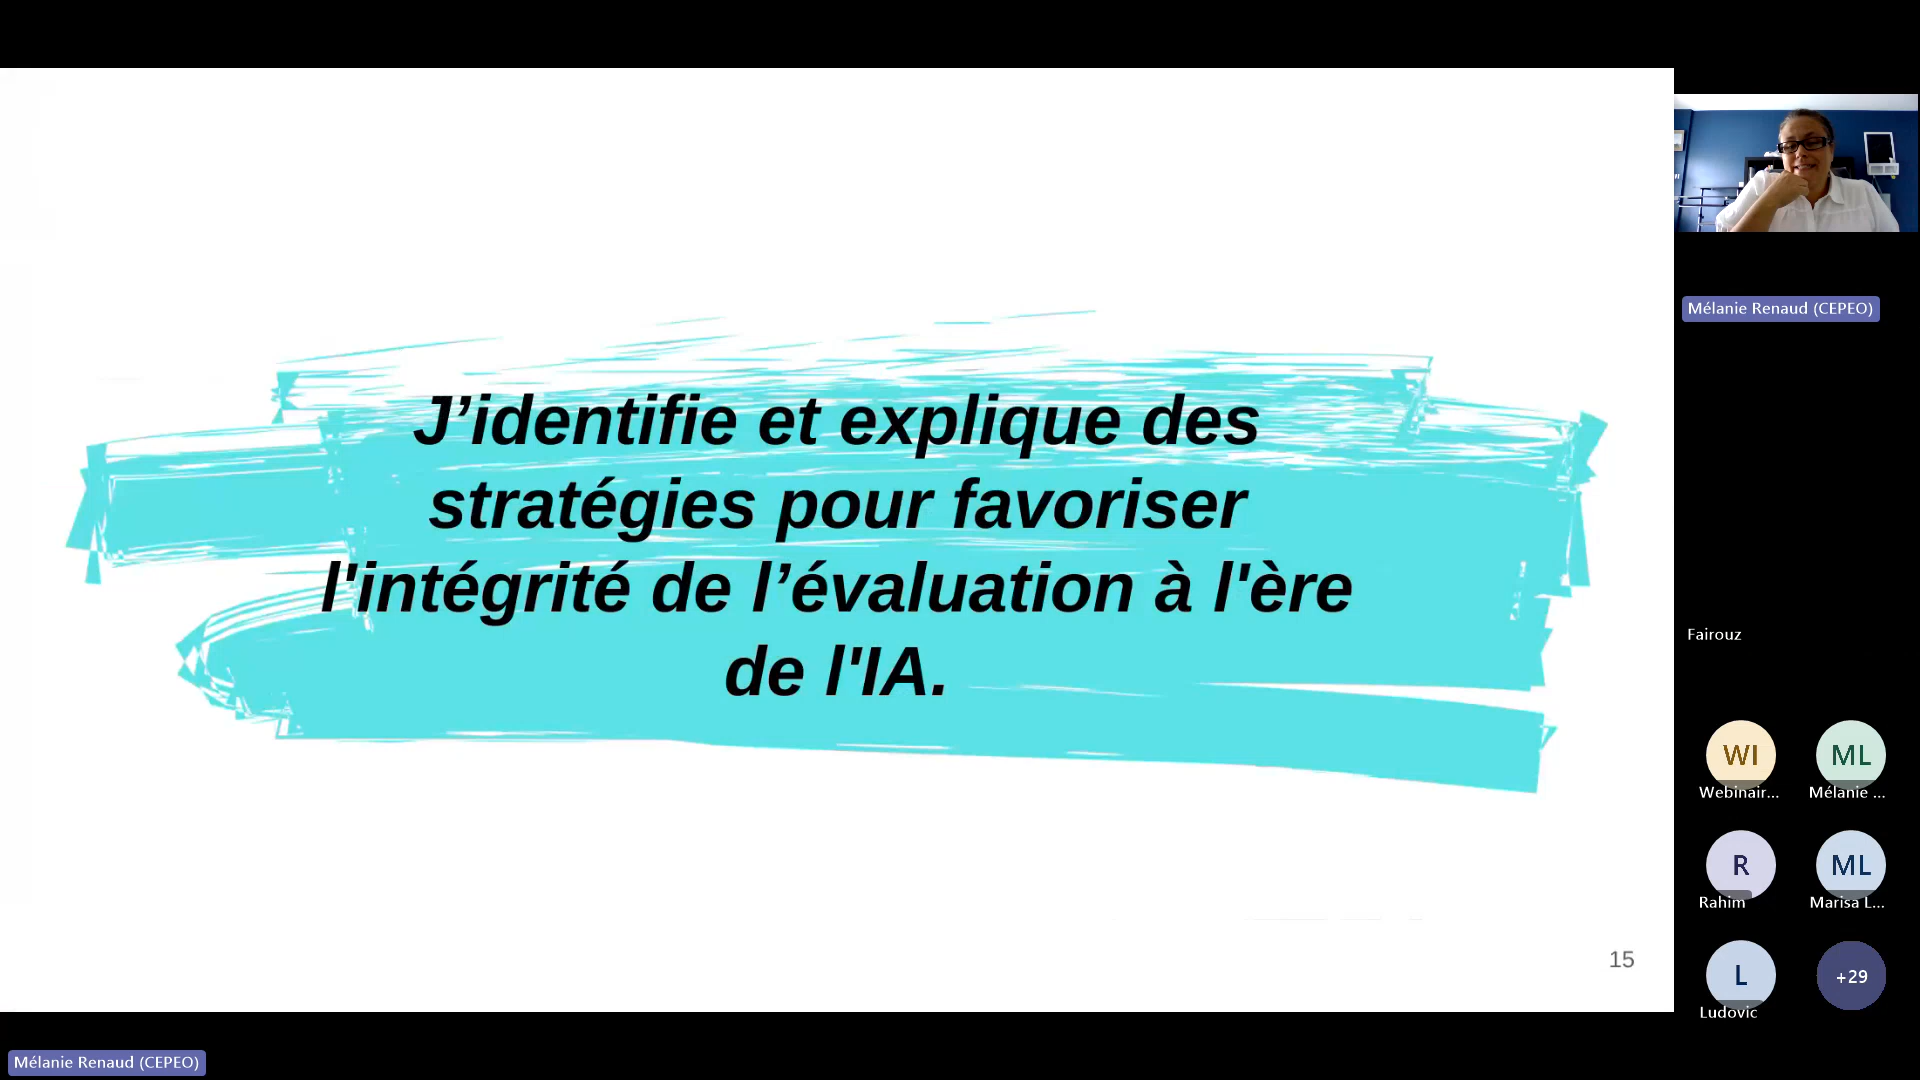 J’identifie et explique des
stratégies pour favoriser
l'intégrité de l’évaluation à l'ère
de l'IA.
15
Mélanie Renaud (CEPEO)
Fairouz
WI
Webinair...
ML
Mélanie ...
R
Rahim
ML
Marisa L...
L
Ludovic
+29
Mélanie Renaud (CEPEO)